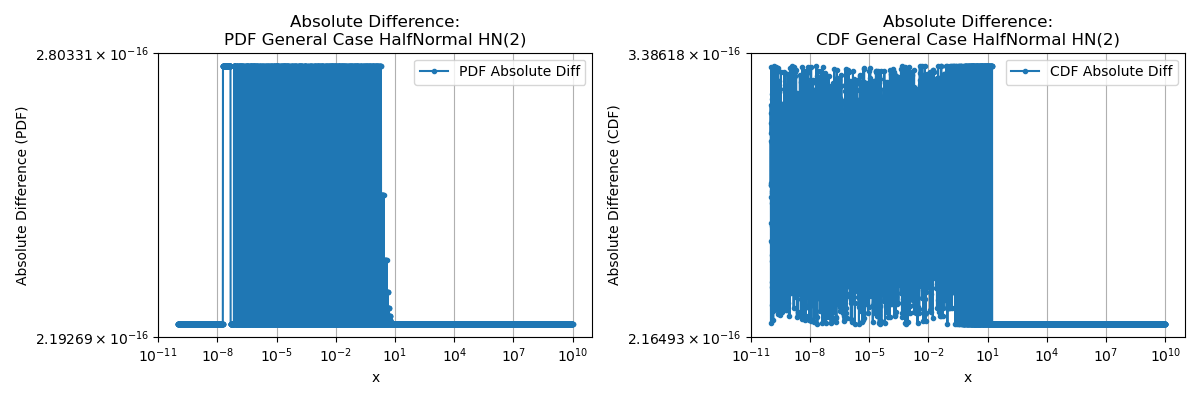 Absolute Difference:
PDF General Case HalfNormal HN(2)
2.80331 × 10⁻¹⁶
PDF Absolute Diff
Absolute Difference (PDF)
2.19269 × 10⁻¹⁶
10⁻¹¹ 10⁻⁸ 10⁻⁵ 10⁻² 10¹ 10⁴ 10⁷ 10¹⁰
x
Absolute Difference:
CDF General Case HalfNormal HN(2)
3.38618 × 10⁻¹⁶
CDF Absolute Diff
Absolute Difference (CDF)
2.16493 × 10⁻¹⁶
10⁻¹¹ 10⁻⁸ 10⁻⁵ 10⁻² 10¹ 10⁴ 10⁷ 10¹⁰
x